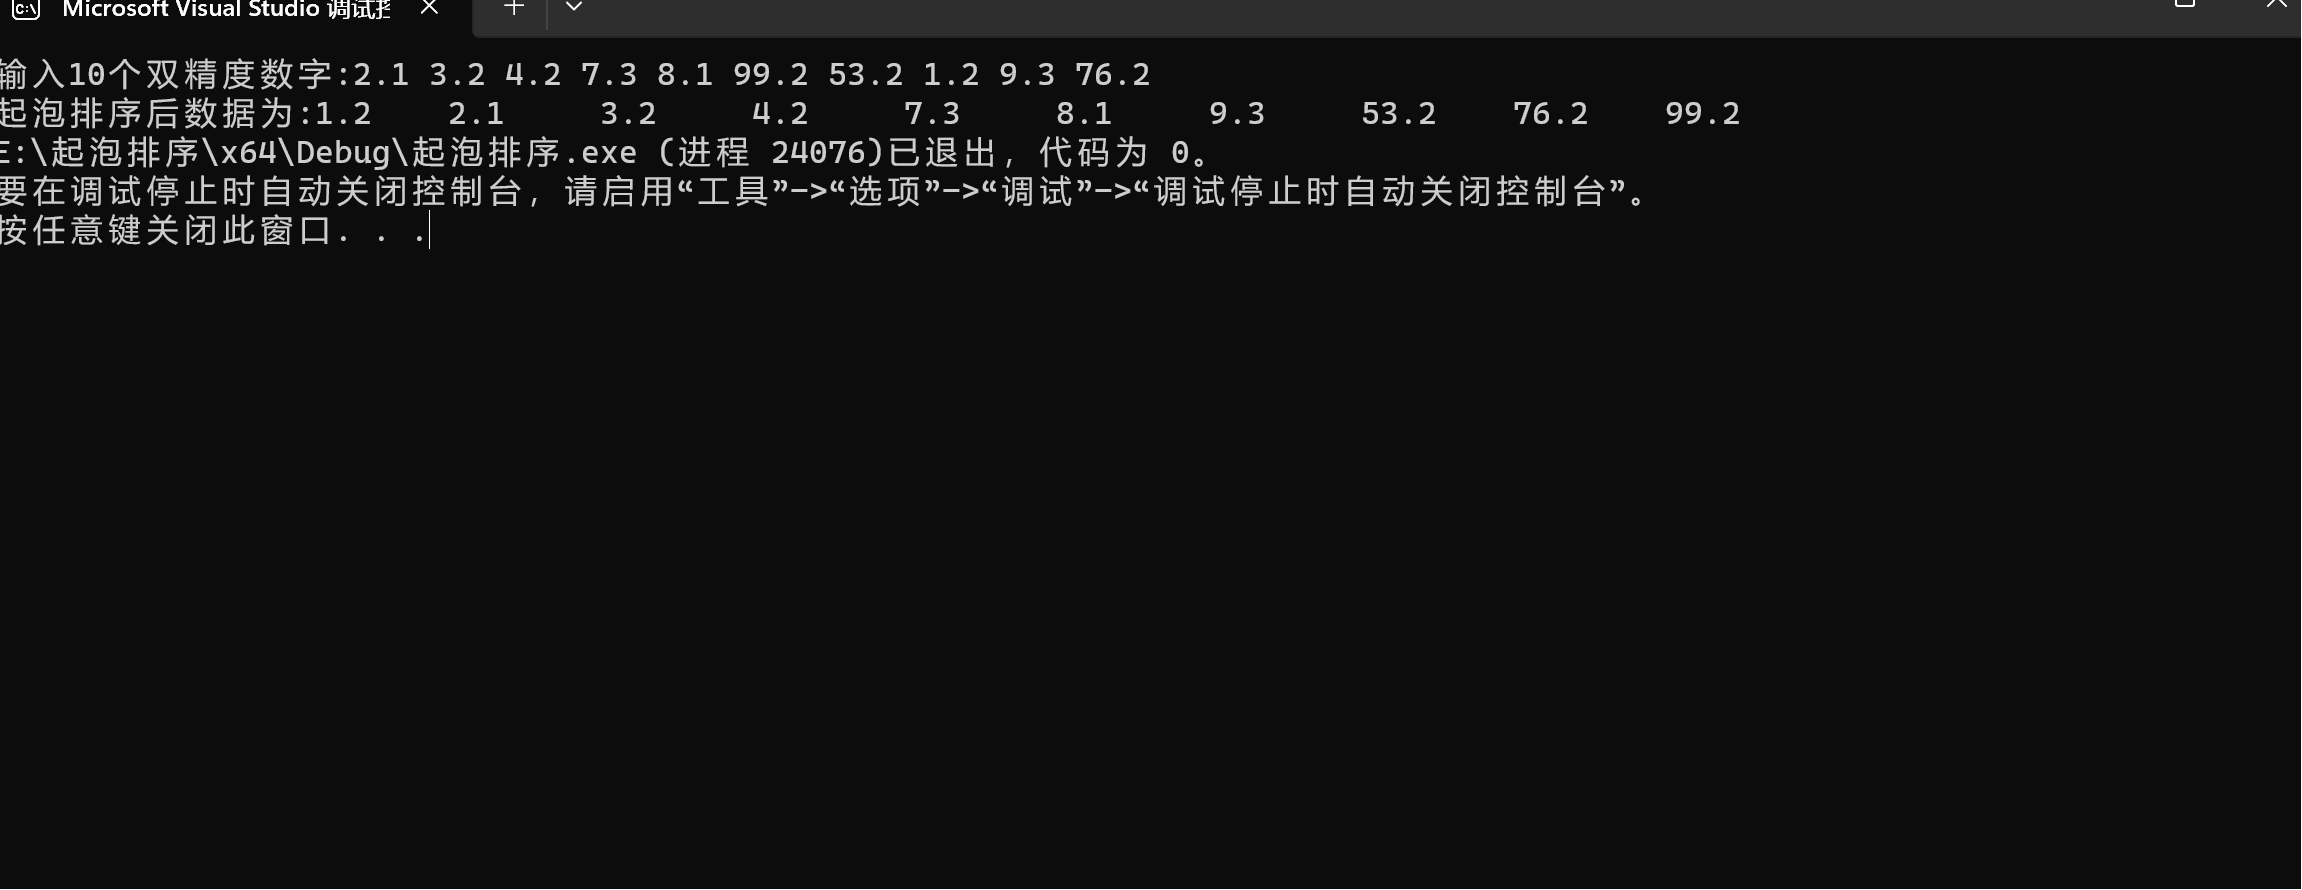 Microsoft Visual Studio 调试
输入10个双精度数字:2.1 3.2 4.2 7.3 8.1 99.2 53.2 1.2 9.3 76.2
起泡排序后数据为:1.2    2.1     3.2     4.2     7.3     8.1     9.3     53.2    76.2    99.2
E:\起泡排序\x64\Debug\起泡排序.exe (进程 24076)已退出，代码为 0。
要在调试停止时自动关闭控制台，请启用“工具”->“选项”->“调试”->“调试停止时自动关闭控制台”。
按任意键关闭此窗口. . .